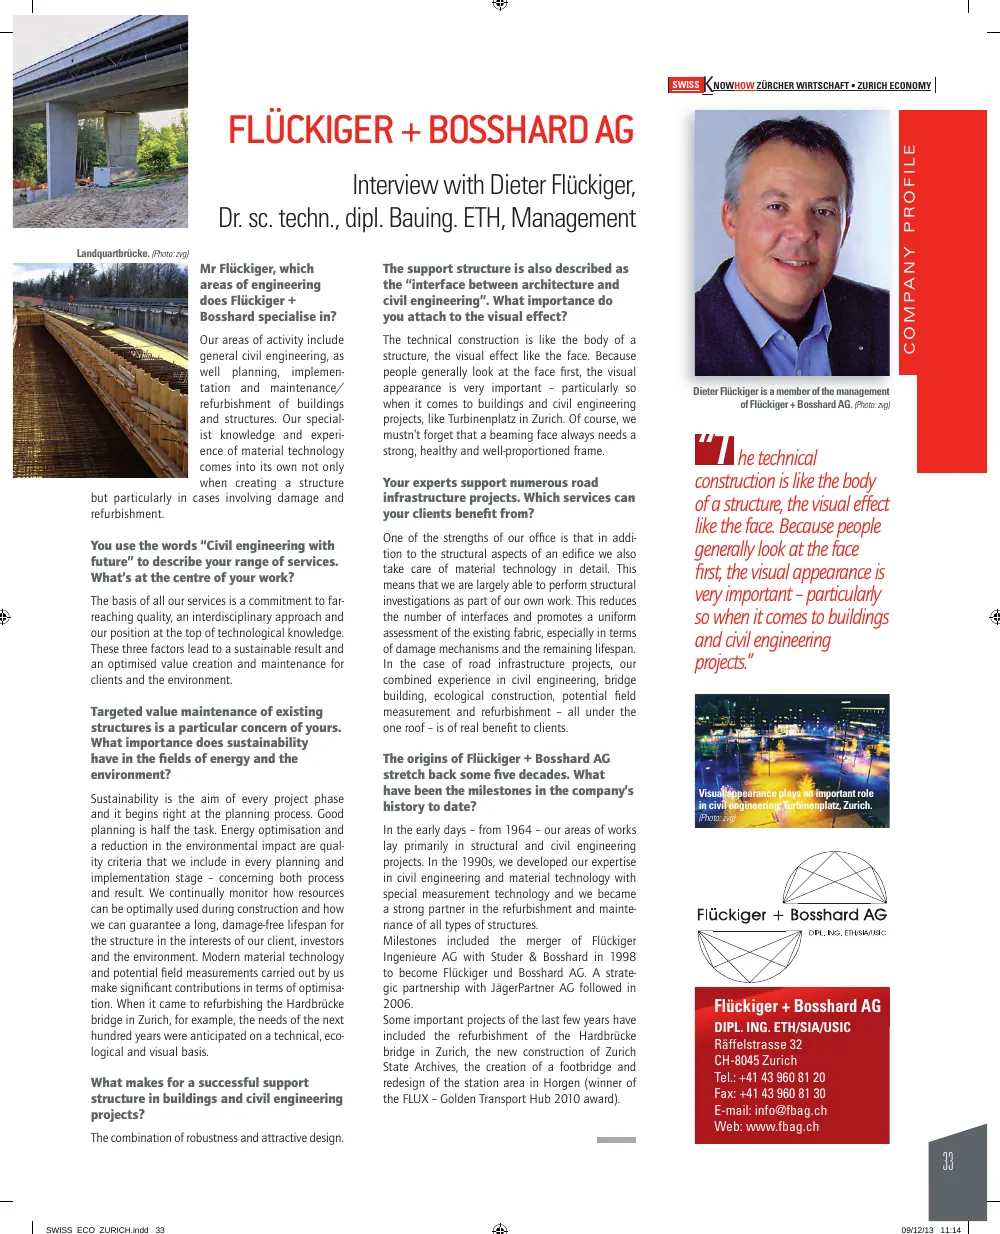 SWISS KNOWHOW ZÜRCHER WIRTSCHAFT • ZURICH ECONOMY
FLÜCKIGER + BOSSHARD AG
Interview with Dieter Flückiger,
Dr. sc. techn., dipl. Bauing. ETH, Management
Landquartbrücke. (Photo: zvg)
Mr Flückiger, which
areas of engineering
does Flückiger +
Bosshard specialise in?
Our areas of activity include
general civil engineering, as
well planning, implemen-
tation and maintenance/
refurbishment of buildings
and structures. Our special-
ist knowledge and experi-
ence of material technology
comes into its own not only
when creating a structure
but particularly in cases involving damage and
refurbishment.
You use the words “Civil engineering with
future” to describe your range of services.
What’s at the centre of your work?
The basis of all our services is a commitment to far-
reaching quality, an interdisciplinary approach and
our position at the top of technological knowledge.
These three factors lead to a sustainable result and
an optimised value creation and maintenance for
clients and the environment.
Targeted value maintenance of existing
structures is a particular concern of yours.
What importance does sustainability
have in the fields of energy and the
environment?
Sustainability is the aim of every project phase
and it begins right at the planning process. Good
planning is half the task. Energy optimisation and
a reduction in the environmental impact are qual-
ity criteria that we include in every planning and
implementation stage – concerning both process
and result. We continually monitor how resources
can be optimally used during construction and how
we can guarantee a long, damage-free lifespan for
the structure in the interests of our client, investors
and the environment. Modern material technology
and potential field measurements carried out by us
make significant contributions in terms of optimisa-
tion. When it came to refurbishing the Hardbrücke
bridge in Zurich, for example, the needs of the next
hundred years were anticipated on a technical, eco-
logical and visual basis.
What makes for a successful support
structure in buildings and civil engineering
projects?
The combination of robustness and attractive design.
The support structure is also described as
the “interface between architecture and
civil engineering”. What importance do
you attach to the visual effect?
The technical construction is like the body of a
structure, the visual effect like the face. Because
people generally look at the face first, the visual
appearance is very important – particularly so
when it comes to buildings and civil engineering
projects, like Turbinenplatz in Zurich. Of course, we
mustn’t forget that a beaming face always needs a
strong, healthy and well-proportioned frame.
Your experts support numerous road
infrastructure projects. Which services can
your clients benefit from?
One of the strengths of our office is that in addi-
tion to the structural aspects of an edifice we also
take care of material technology in detail. This
means that we are largely able to perform structural
investigations as part of our own work. This reduces
the number of interfaces and promotes a uniform
assessment of the existing fabric, especially in terms
of damage mechanisms and the remaining lifespan.
In the case of road infrastructure projects, our
combined experience in civil engineering, bridge
building, ecological construction, potential field
measurement and refurbishment – all under the
one roof – is of real benefit to clients.
The origins of Flückiger + Bosshard AG
stretch back some five decades. What
have been the milestones in the company’s
history to date?
In the early days – from 1964 – our areas of works
lay primarily in structural and civil engineering
projects. In the 1990s, we developed our expertise
in civil engineering and material technology with
special measurement technology and we became
a strong partner in the refurbishment and mainte-
nance of all types of structures.
Milestones included the merger of Flückiger
Ingenieure AG with Studer & Bosshard in 1998
to become Flückiger und Bosshard AG. A strate-
gic partnership with JägerPartner AG followed in
2006.
Some important projects of the last few years have
included the refurbishment of the Hardbrücke
bridge in Zurich, the new construction of Zurich
State Archives, the creation of a footbridge and
redesign of the station area in Horgen (winner of
the FLUX – Golden Transport Hub 2010 award).
COMPANY PROFILE
Dieter Flückiger is a member of the management
of Flückiger + Bosshard AG. (Photo: zvg)
“The technical
construction is like the body
of a structure, the visual effect
like the face. Because people
generally look at the face
first, the visual appearance is
very important – particularly
so when it comes to buildings
and civil engineering
projects.”
Visual appearance plays an important role
in civil engineering: Turbinenplatz, Zurich.
(Photo: zvg)
Flückiger + Bosshard AG
DIPL. ING. ETH/SIA/USIC
Flückiger + Bosshard AG
DIPL. ING. ETH/SIA/USIC
Räffelstrasse 32
CH-8045 Zurich
Tel.: +41 43 960 81 20
Fax: +41 43 960 81 30
E-mail: info@fbag.ch
Web: www.fbag.ch
33
SWISS_ECO_ZURICH.indd 33
09/12/13 11:14